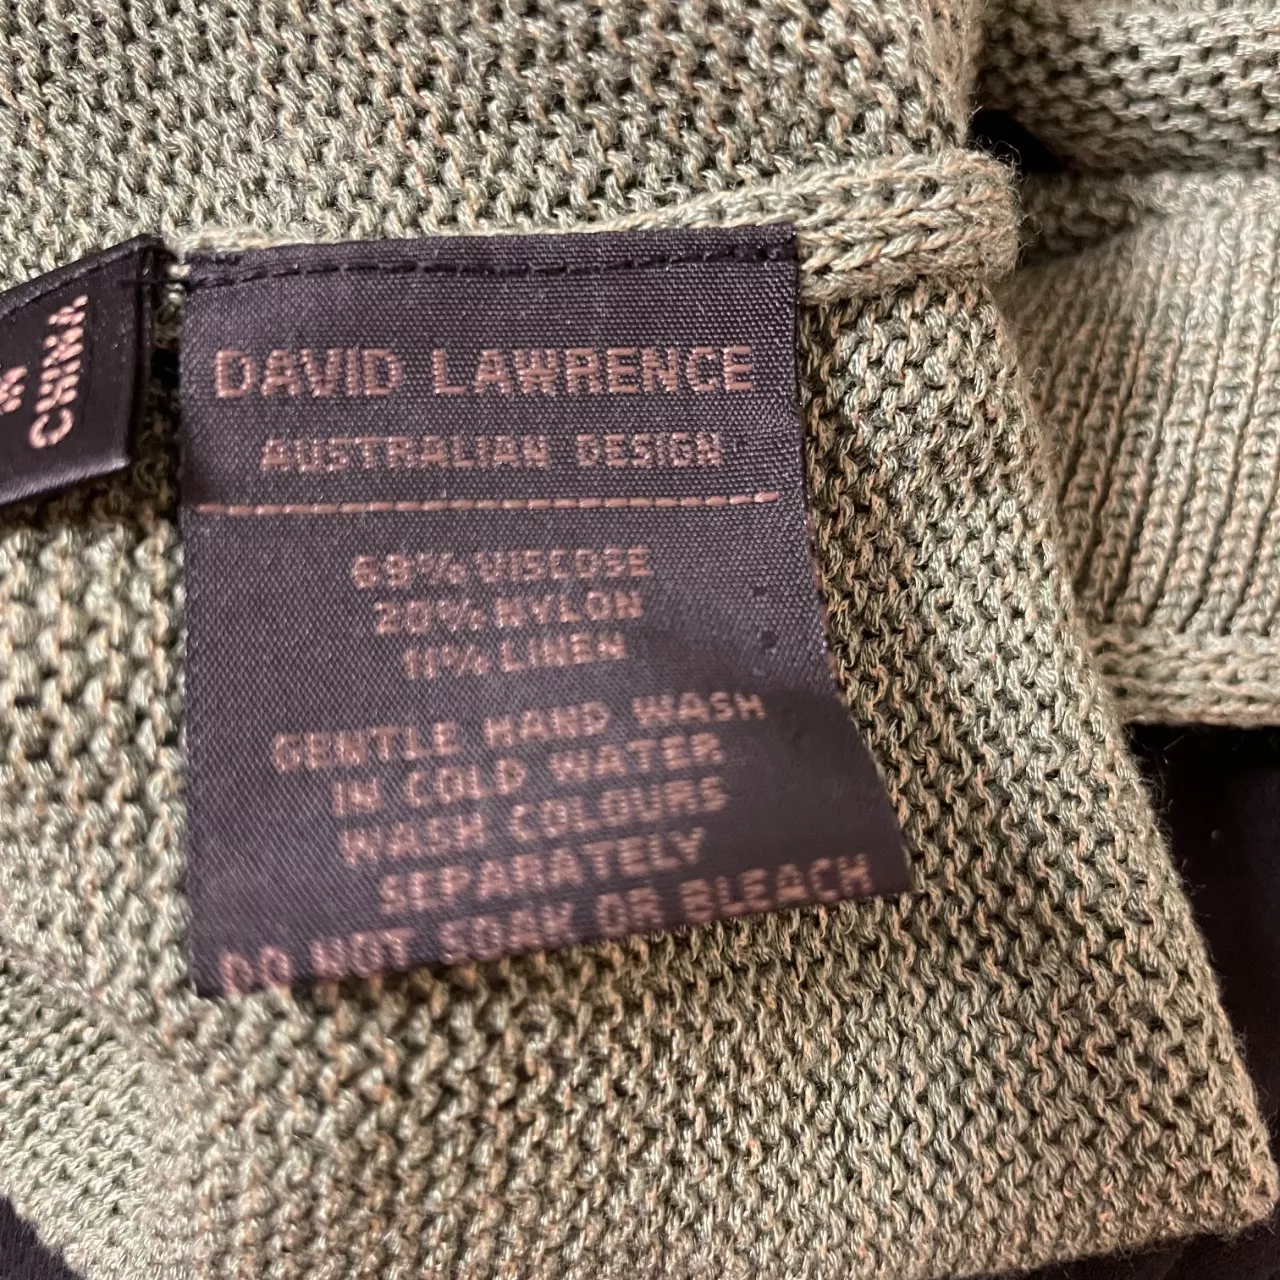 DAVID LAWRENCE
AUSTRALIAN DESIGN
69% VISCOSE
20% NYLON
11% LINEN
GENTLE HAND WASH
IN COLD WATER
WASH COLOURS
SEPARATELY
DO NOT SOAK OR BLEACH
CHINA